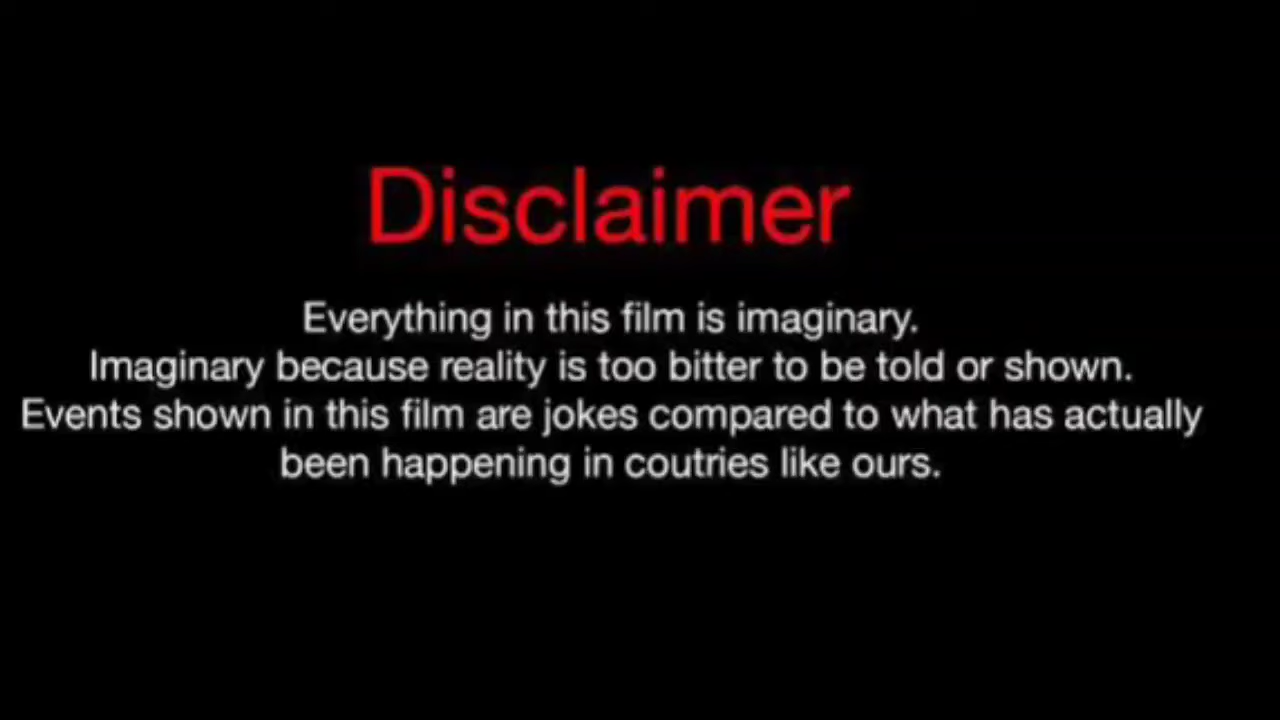 Disclaimer
Everything in this film is imaginary.
Imaginary because reality is too bitter to be told or shown.
Events shown in this film are jokes compared to what has actually
been happening in coutries like ours.